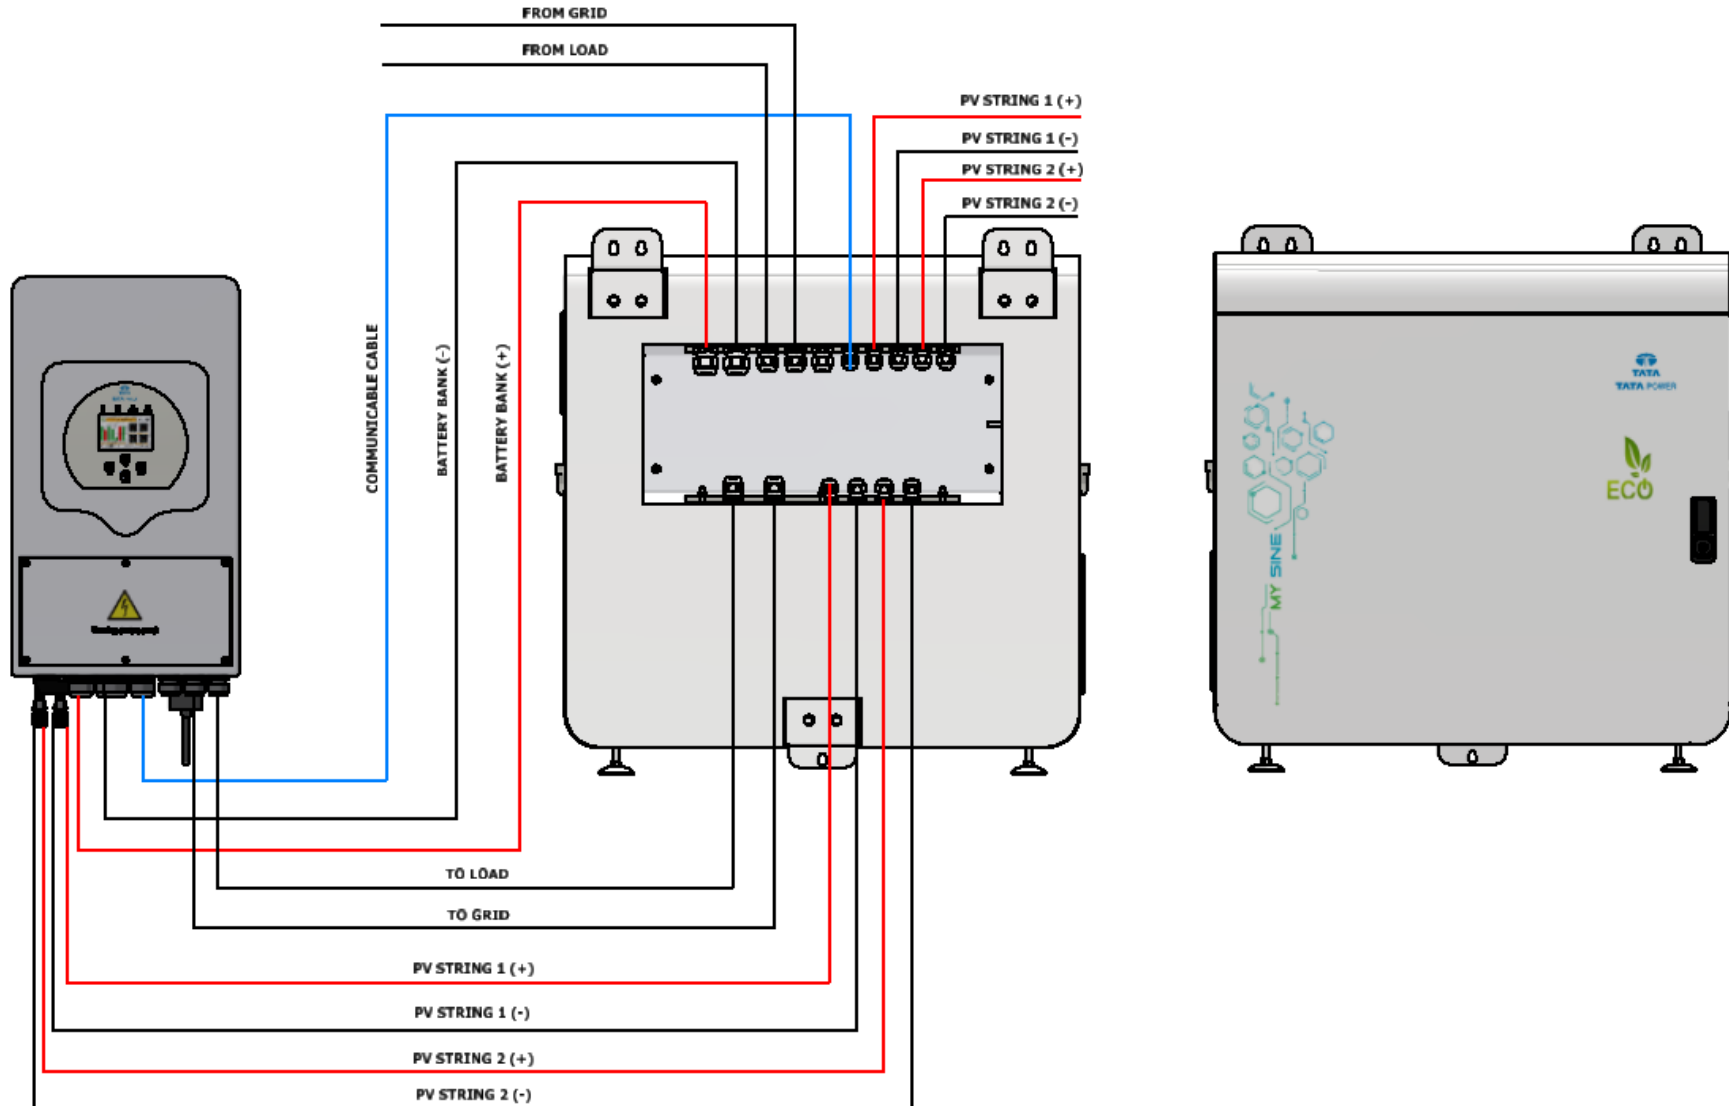 FROM GRID
FROM LOAD
PV STRING 1 (+)
PV STRING 1 (-)
PV STRING 2 (+)
PV STRING 2 (-)
COMMUNICABLE CABLE
BATTERY BANK (-)
BATTERY BANK (+)
TATA
TATA POWER
ECO
MY SINE
TATA
TO LOAD
TO GRID
PV STRING 1 (+)
PV STRING 1 (-)
PV STRING 2 (+)
PV STRING 2 (-)